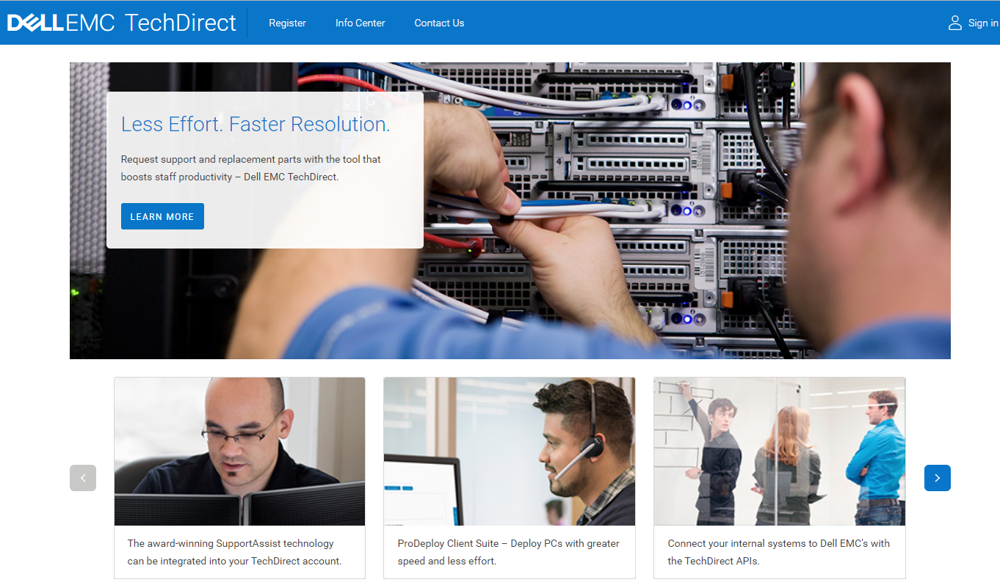 DELLEMC TechDirect
Register
Info Center
Contact Us
Sign in
Less Effort. Faster Resolution.
Request support and replacement parts with the tool that
boosts staff productivity – Dell EMC TechDirect.
LEARN MORE
3
4
The award-winning SupportAssist technology
can be integrated into your TechDirect account.
ProDeploy Client Suite – Deploy PCs with greater
speed and less effort.
Connect your internal systems to Dell EMC's with
the TechDirect APIs.